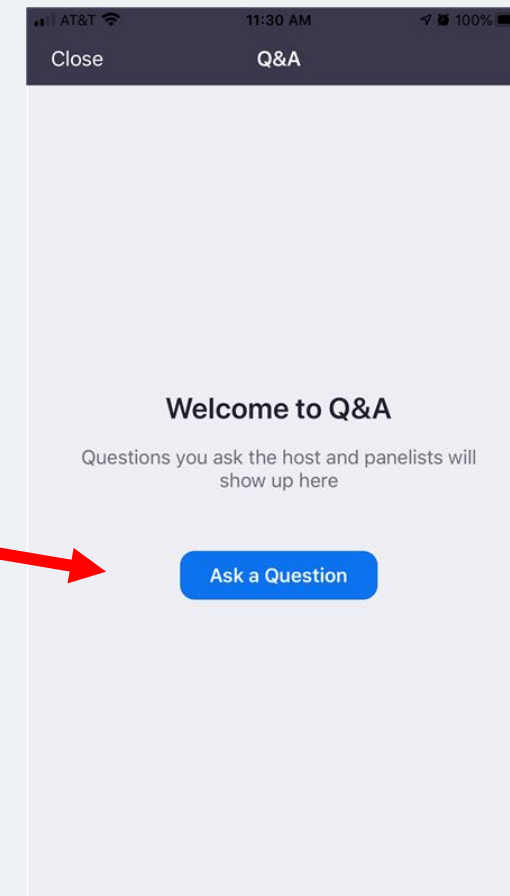 AT&T 11:30 AM 100%
Close Q&A
Welcome to Q&A
Questions you ask the host and panelists will
show up here
Ask a Question